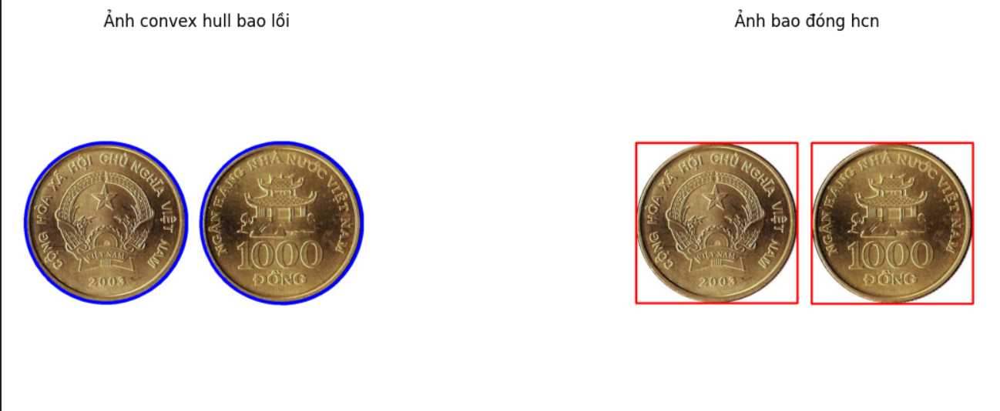 Ảnh convex hull bao lồi
Ảnh bao đóng hcn
CỘNG HÒA XÃ HỘI CHỦ NGHĨA VIỆT NAM
VIỆT NAM
2003
NGÂN HÀNG NHÀ NƯỚC VIỆT NAM
1000
ĐỒNG
CỘNG HÒA XÃ HỘI CHỦ NGHĨA VIỆT NAM
VIỆT NAM
2003
NGÂN HÀNG NHÀ NƯỚC VIỆT NAM
1000
ĐỒNG